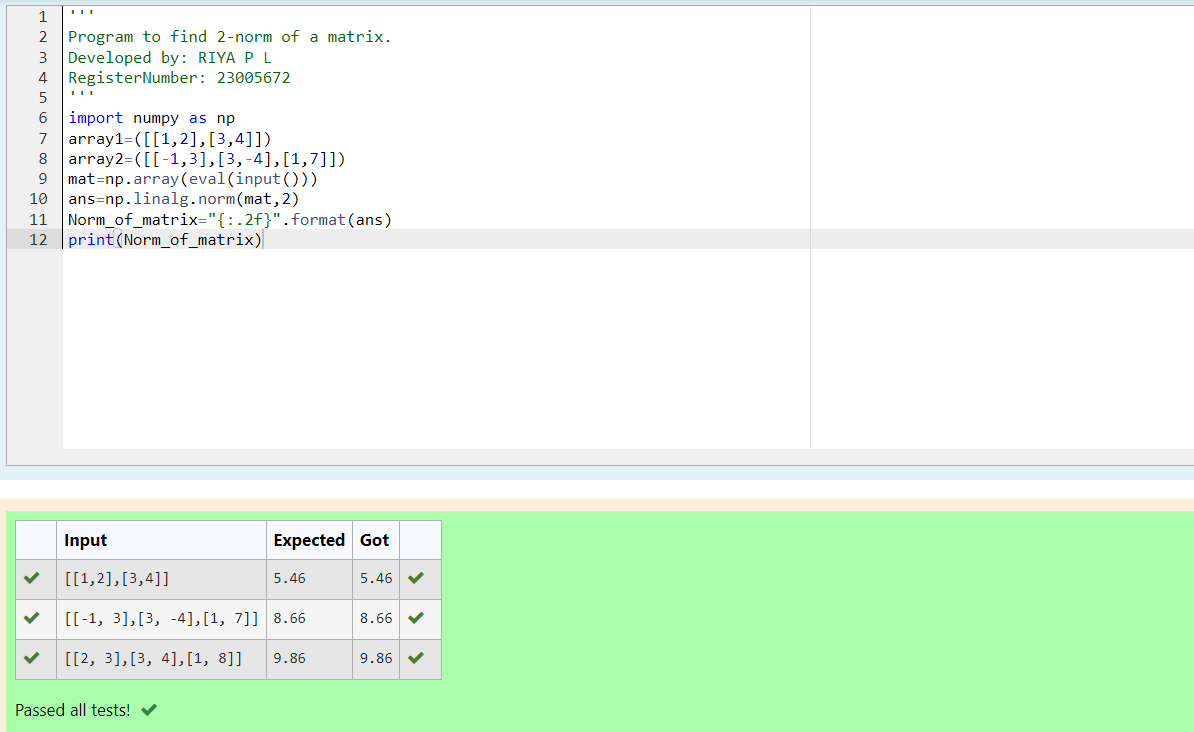 1 '''
2 Program to find 2-norm of a matrix.
3 Developed by: RIYA P L
4 RegisterNumber: 23005672
5 '''
6 import numpy as np
7 array1=([[1,2],[3,4]])
8 array2=([[-1,3],[3,-4],[1,7]])
9 mat=np.array(eval(input()))
10 ans=np.linalg.norm(mat,2)
11 Norm_of_matrix="{:.2f}".format(ans)
12 print(Norm_of_matrix)
Input Expected Got
[[1,2],[3,4]] 5.46 5.46
[[-1, 3],[3, -4],[1, 7]] 8.66 8.66
[[2, 3],[3, 4],[1, 8]] 9.86 9.86
Passed all tests!